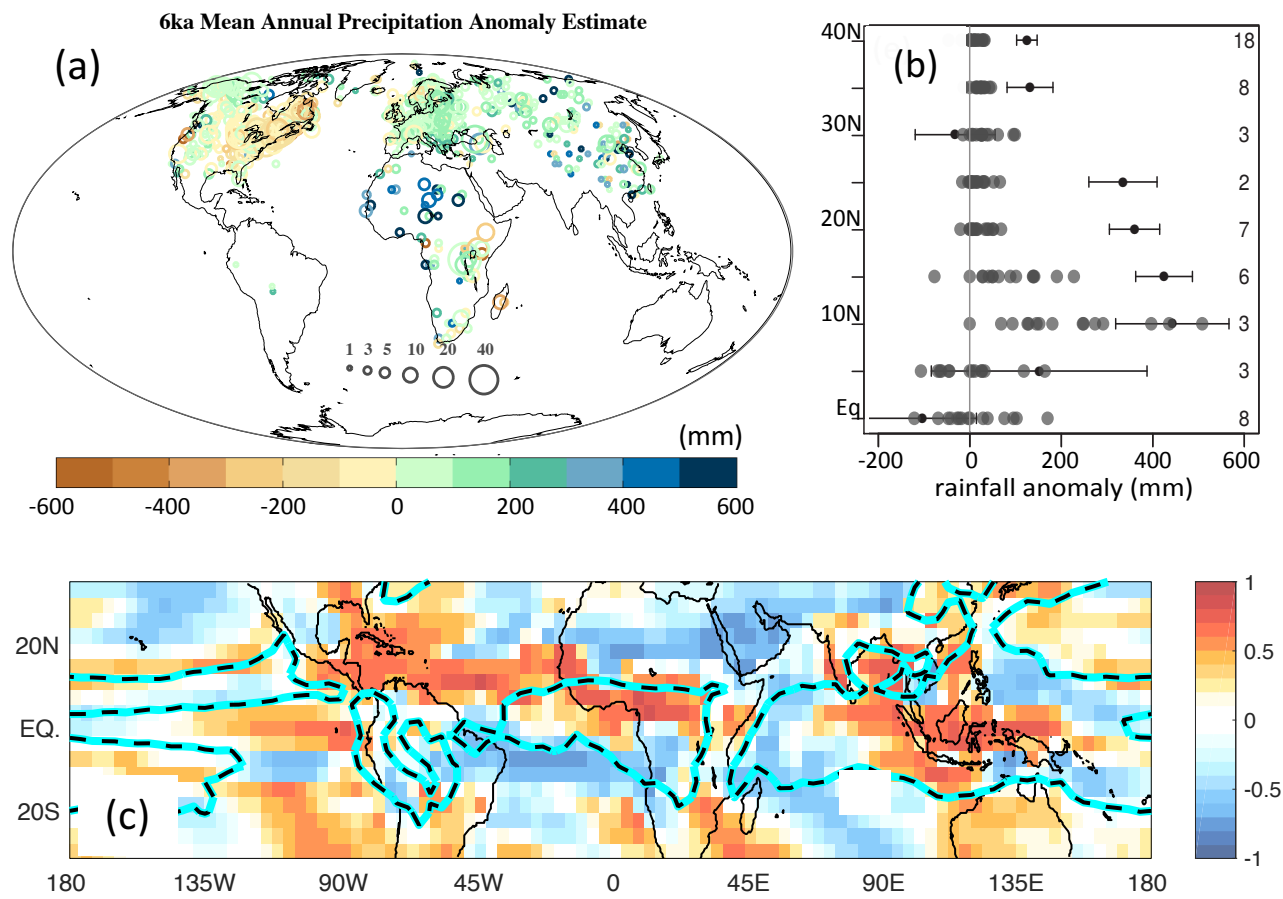 6ka Mean Annual Precipitation Anomaly Estimate
(a)
1 3 5 10 20 40
(mm)
-600 -400 -200 0 200 400 600
(b)
40N 18
8
30N 3
2
20N 7
6
10N 3
3
Eq 8
-200 0 200 400 600
rainfall anomaly (mm)
20N
EQ.
20S
(c)
180 135W 90W 45W 0 45E 90E 135E 180
1
0.5
0
-0.5
-1